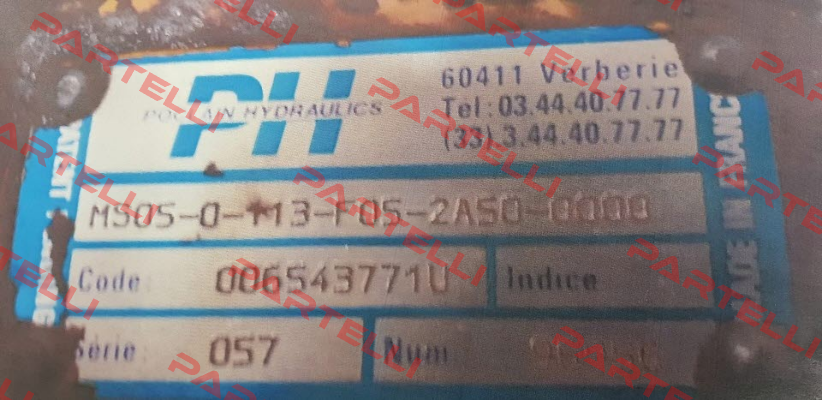 PH
POCLAIN HYDRAULICS
60411 Verberie
Tel: 03.44.40.77.77
(33).3.44.40.77.77
MS05-0-113-F05-2A50-0000
Code: 006543771U Indice
Série: 057 Num
MADE IN FRANCE
PARTELLI